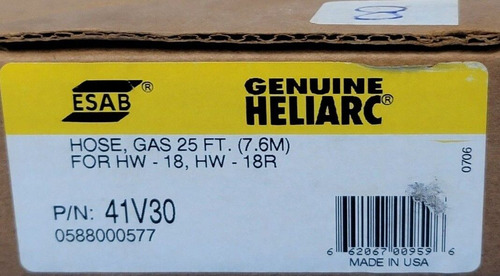 ESAB®
GENUINE
HELIARC®
HOSE, GAS 25 FT. (7.6M)
FOR HW - 18, HW - 18R
P/N: 41V30
0588000577
0706
6 62067 00959 6
MADE IN USA